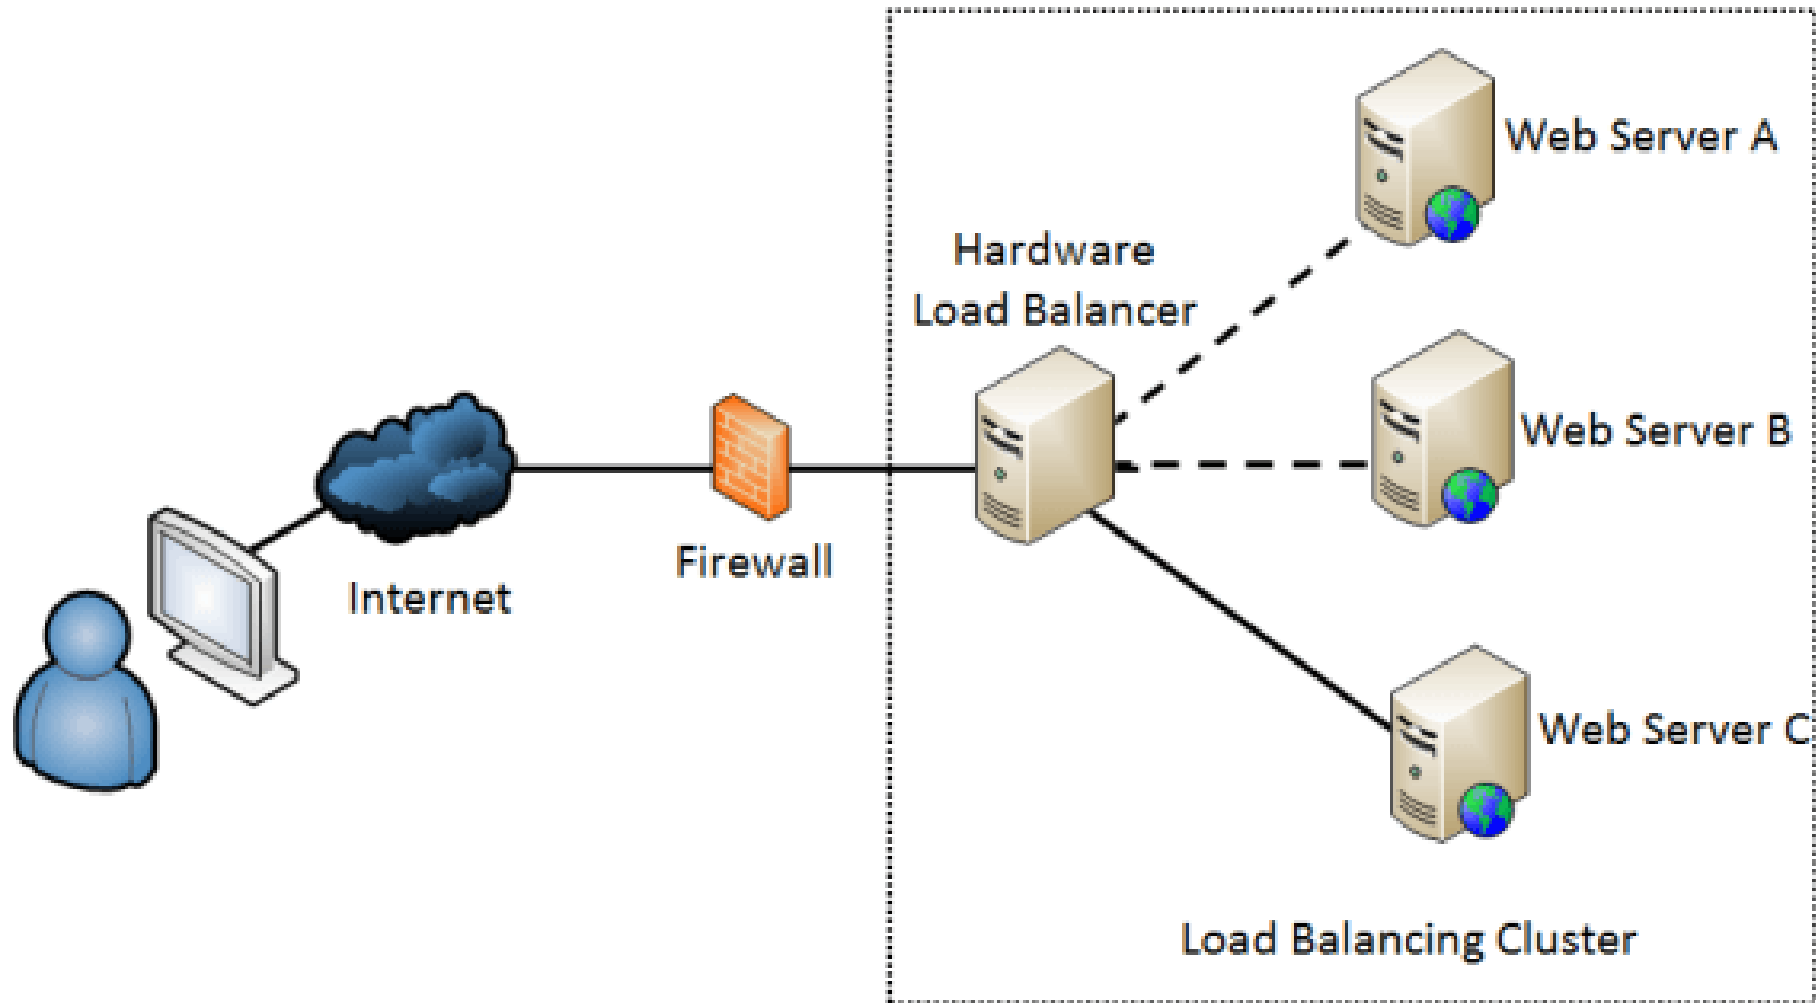 Web Server A
Hardware
Load Balancer
Web Server B
Firewall
Internet
Web Server C
Load Balancing Cluster